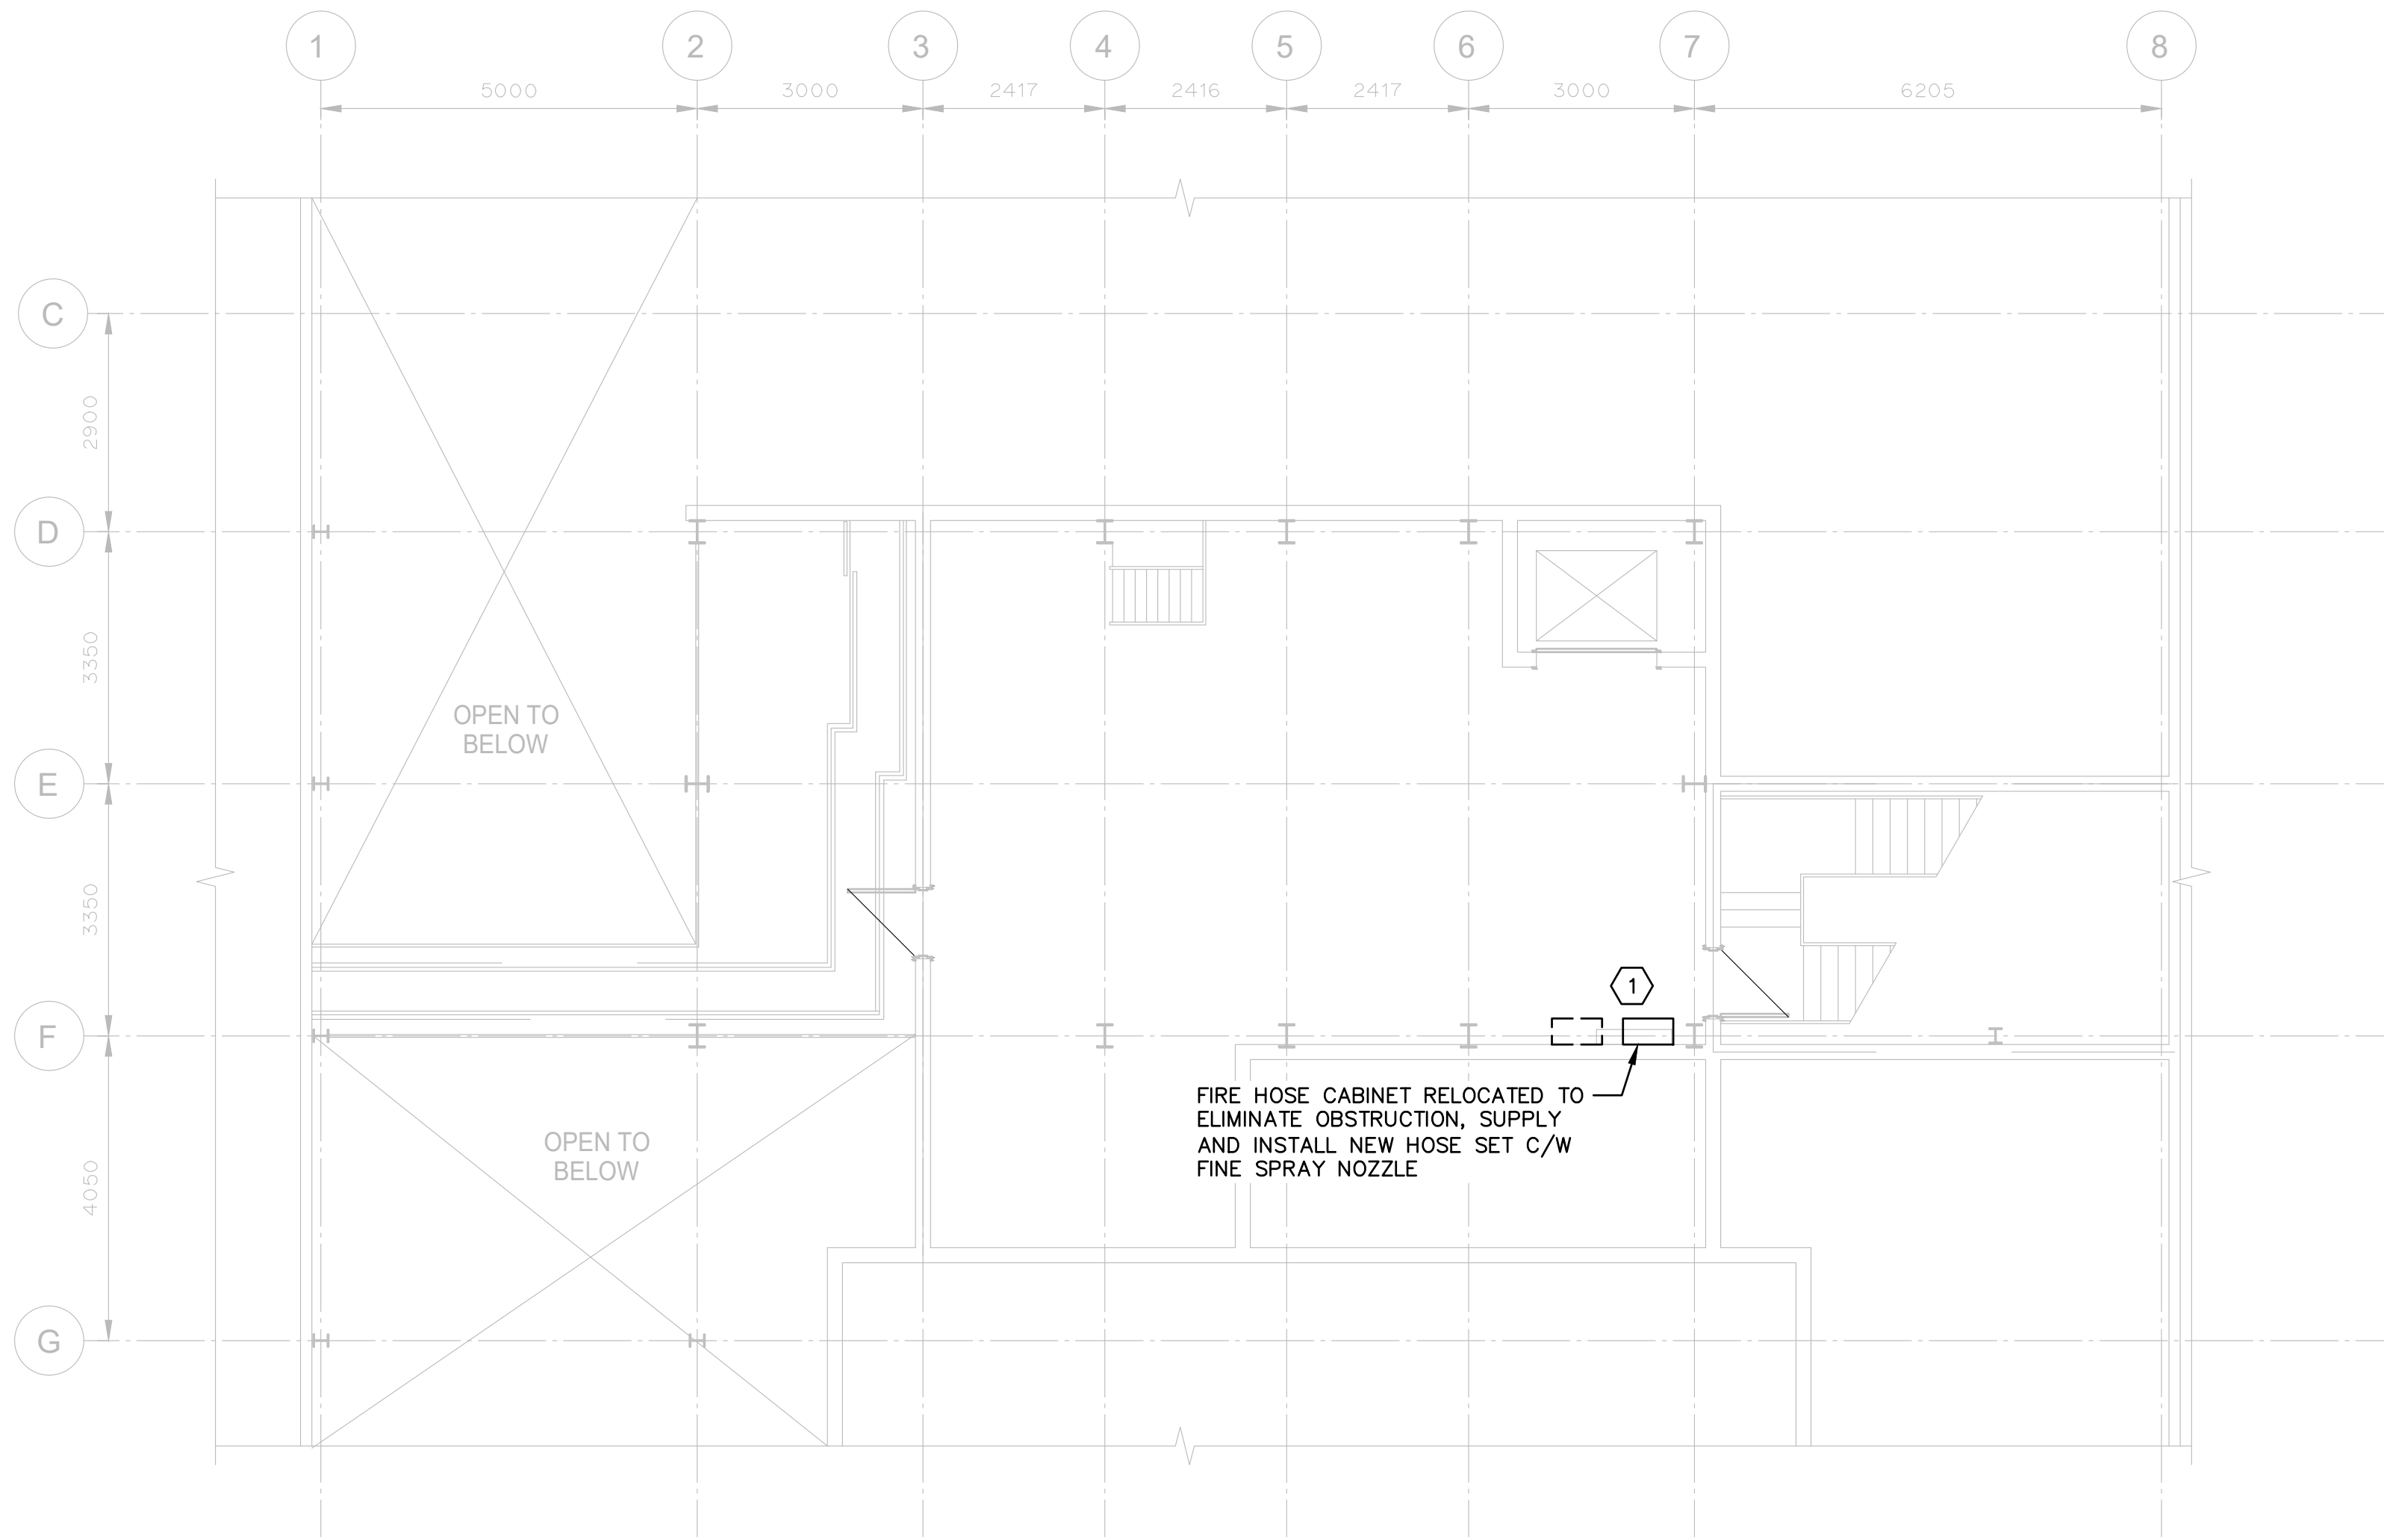 1 2 3 4 5 6 7 8
5000 3000 2417 2416 2417 3000 6205
C
2900
D
3350
OPEN TO
BELOW
E
3350
1
F
FIRE HOSE CABINET RELOCATED TO
ELIMINATE OBSTRUCTION, SUPPLY
AND INSTALL NEW HOSE SET C/W
FINE SPRAY NOZZLE
OPEN TO
BELOW
4050
G